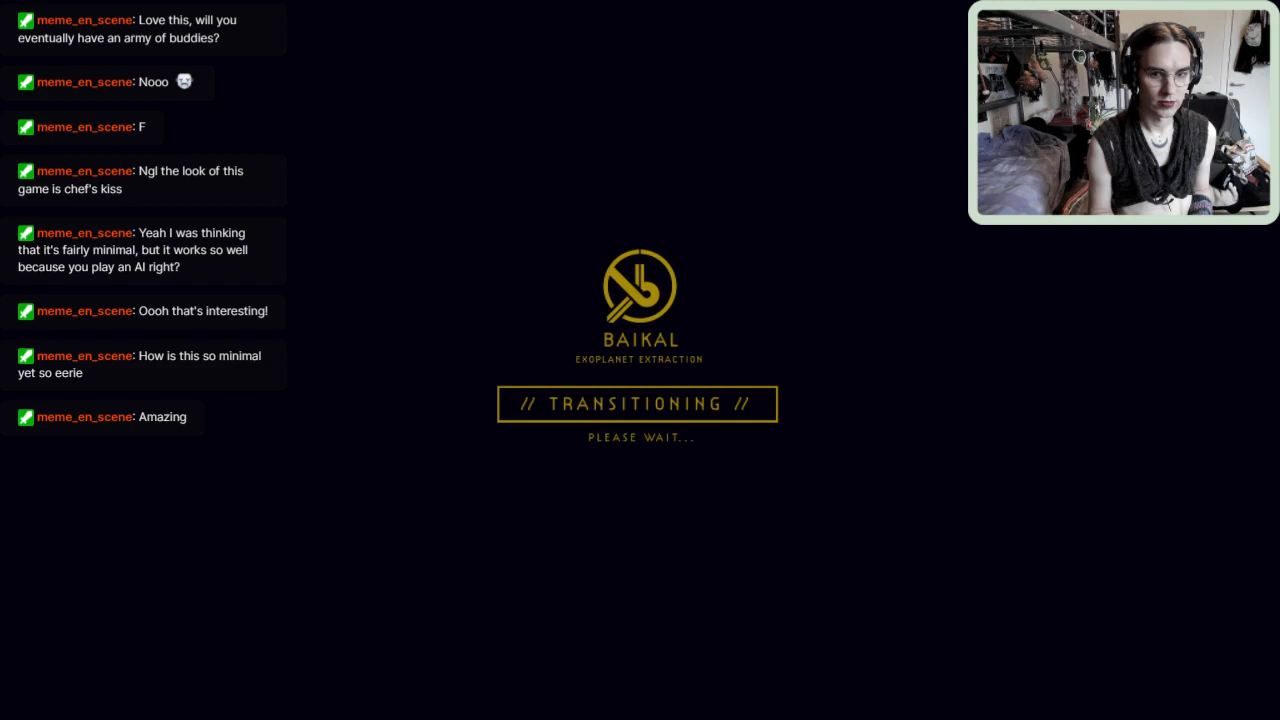 meme_en_scene: Love this, will you
eventually have an army of buddies?
meme_en_scene: Nooo
meme_en_scene: F
meme_en_scene: Ngl the look of this
game is chef's kiss
meme_en_scene: Yeah I was thinking
that it's fairly minimal, but it works so well
because you play an AI right?
meme_en_scene: Oooh that's interesting!
meme_en_scene: How is this so minimal
yet so eerie
meme_en_scene: Amazing
BAIKAL
EXOPLANET EXTRACTION
// TRANSITIONING //
PLEASE WAIT...